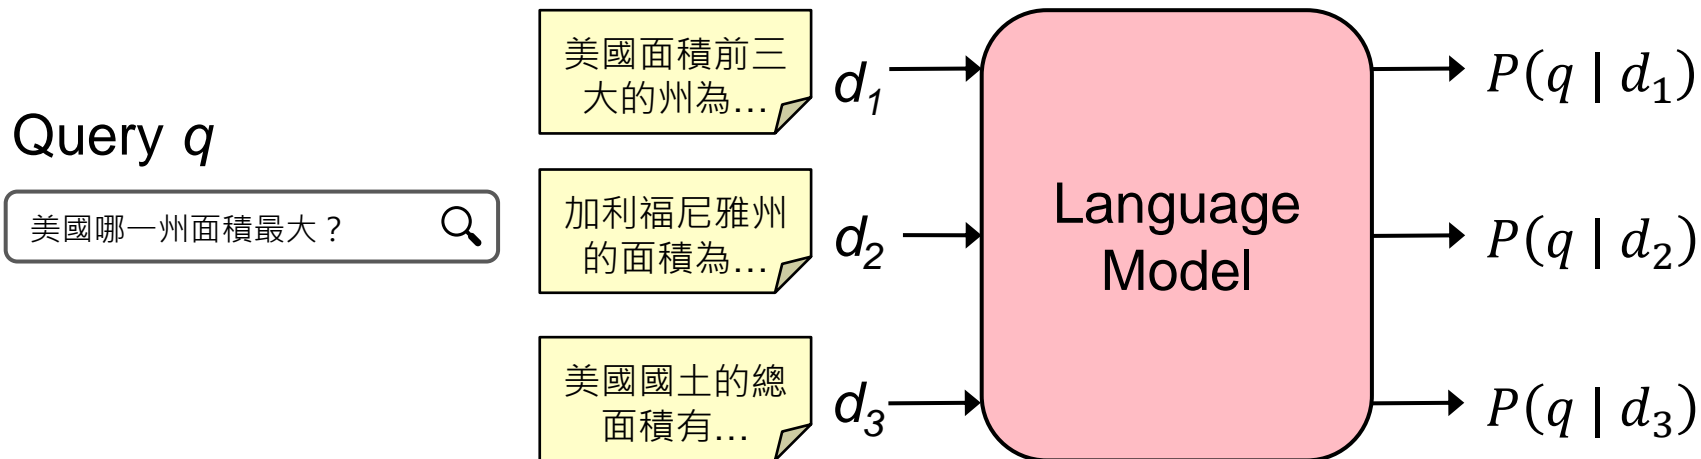 Query q
美國哪一州面積最大？
美國面積前三
大的州為…
d1
加利福尼雅州
的面積為…
d2
美國國土的總
面積有…
d3
Language
Model
P(q | d1)
P(q | d2)
P(q | d3)